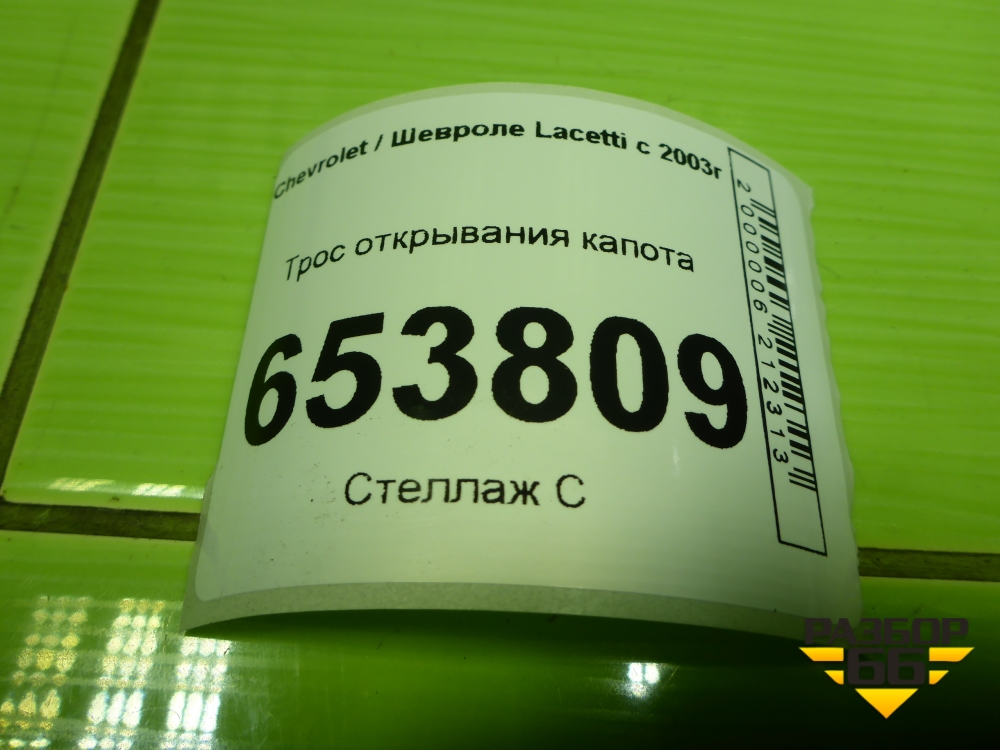 Chevrolet / Шевроле Lacetti с 2003г
Трос открывания капота
653809
Стеллаж С
2000006212313
РАЗБОР
66